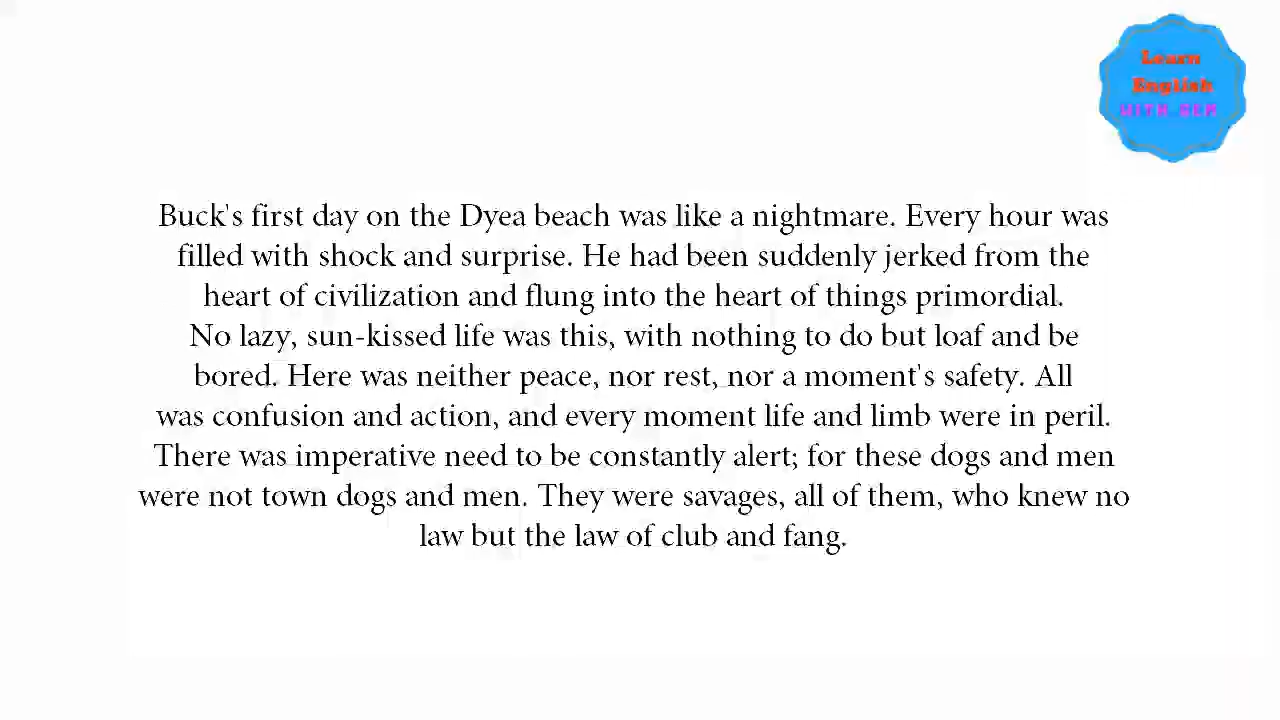 Learn
English
WITH GEM
Buck's first day on the Dyea beach was like a nightmare. Every hour was
filled with shock and surprise. He had been suddenly jerked from the
heart of civilization and flung into the heart of things primordial.
No lazy, sun-kissed life was this, with nothing to do but loaf and be
bored. Here was neither peace, nor rest, nor a moment's safety. All
was confusion and action, and every moment life and limb were in peril.
There was imperative need to be constantly alert; for these dogs and men
were not town dogs and men. They were savages, all of them, who knew no
law but the law of club and fang.